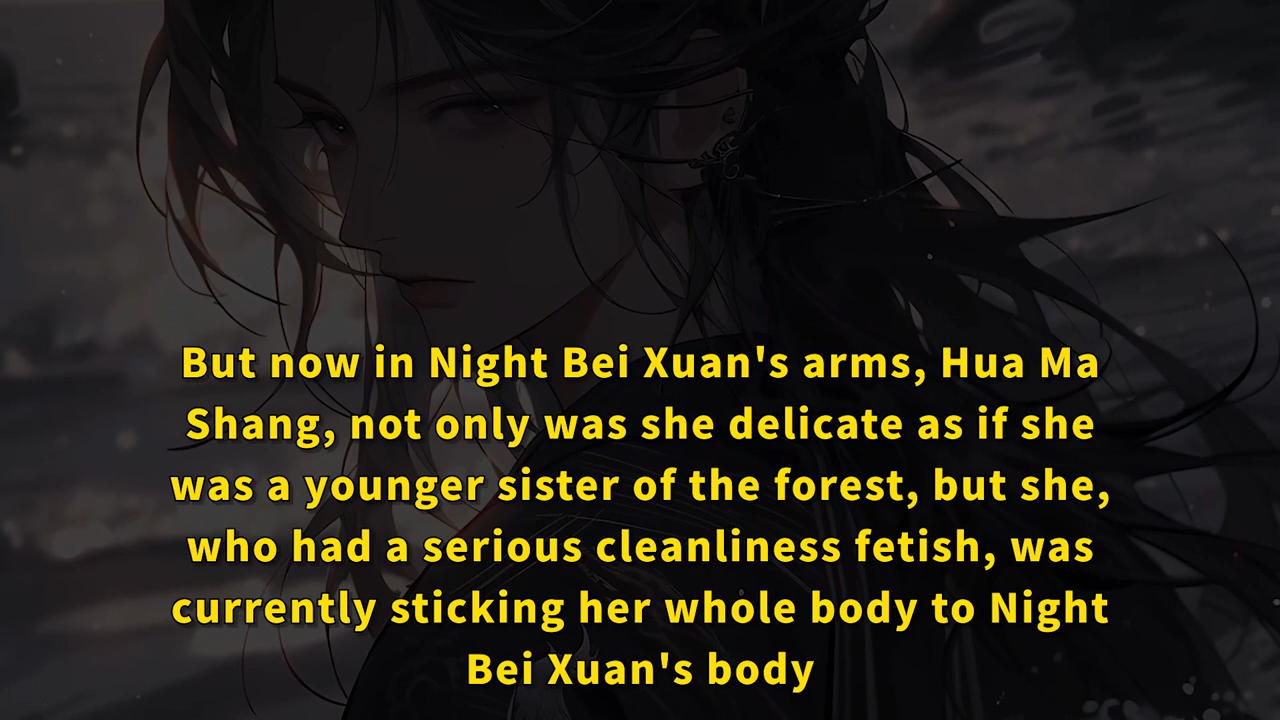 But now in Night Bei Xuan's arms, Hua Ma
Shang, not only was she delicate as if she
was a younger sister of the forest, but she,
who had a serious cleanliness fetish, was
currently sticking her whole body to Night
Bei Xuan's body